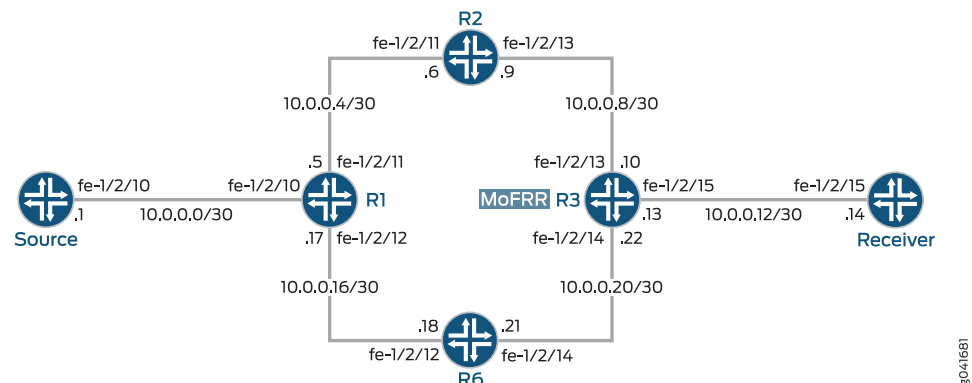 R2
fe-1/2/11
fe-1/2/13
.6
.9
10.0.0.4/30
10.0.0.8/30
.5
fe-1/2/11
fe-1/2/13
.10
fe-1/2/10
fe-1/2/10
R1
MoFRR
R3
fe-1/2/15
fe-1/2/15
.1
10.0.0.0/30
.13
10.0.0.12/30
.14
Source
.17
fe-1/2/12
fe-1/2/14
.22
Receiver
10.0.0.16/30
10.0.0.20/30
.18
.21
fe-1/2/12
fe-1/2/14
R6
g041681